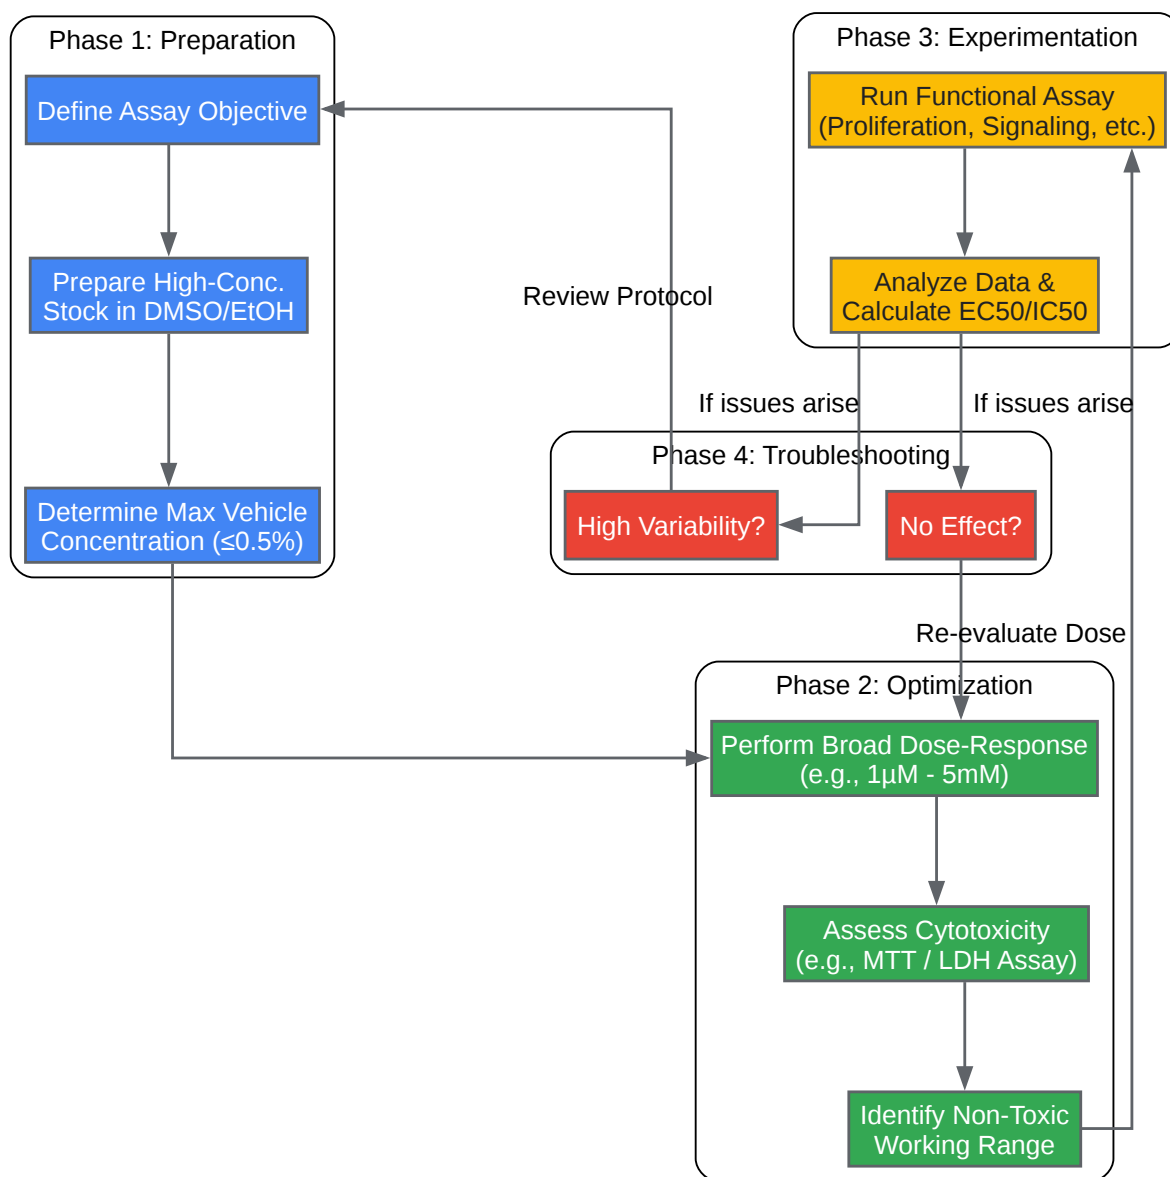 Phase 1: Preparation
Define Assay Objective
Prepare High-Conc.
Stock in DMSO/EtOH
Determine Max Vehicle
Concentration (≤0.5%)
Phase 3: Experimentation
Run Functional Assay
(Proliferation, Signaling, etc.)
Analyze Data &
Calculate EC50/IC50
Review Protocol
If issues arise
If issues arise
Phase 4: Troubleshooting
High Variability?
No Effect?
Re-evaluate Dose
Phase 2: Optimization
Perform Broad Dose-Response
(e.g., 1µM - 5mM)
Assess Cytotoxicity
(e.g., MTT / LDH Assay)
Identify Non-Toxic
Working Range